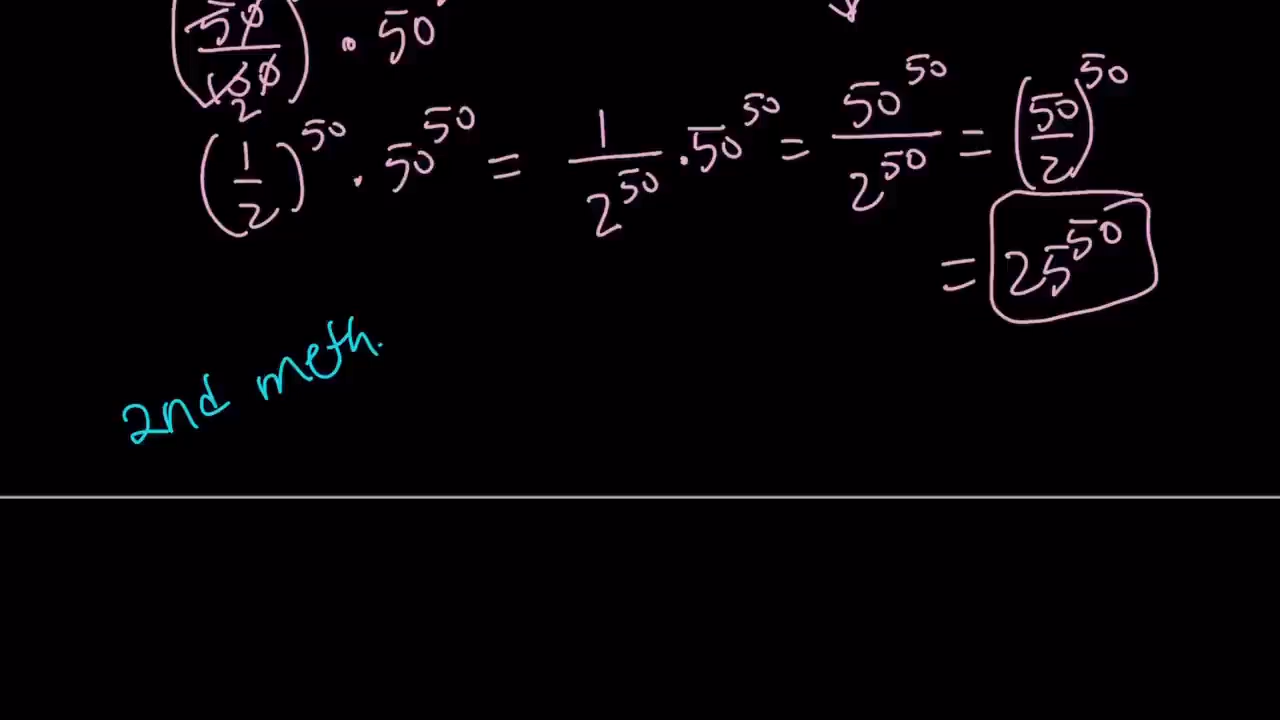 (50/100) · 50
2
(1/2)^50 · 50^50 = 1/2^50 · 50^50 = 50^50/2^50 = (50/2)^50
= 25^50
2nd meth.